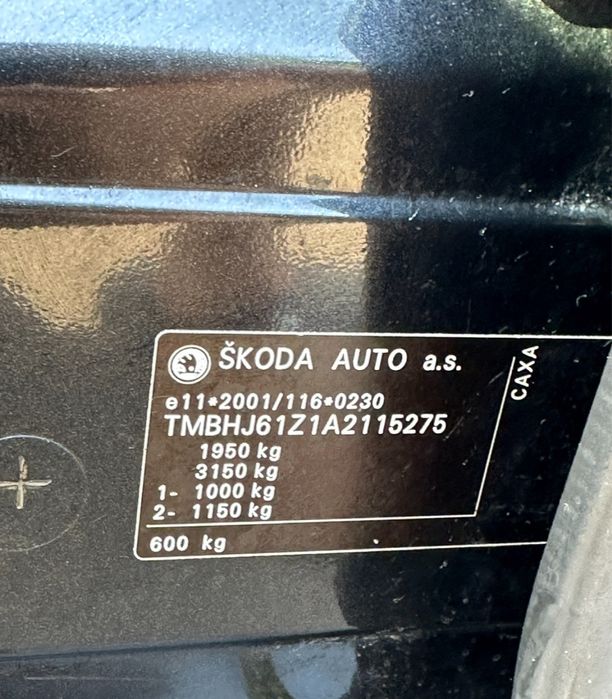 ŠKODA AUTO a.s.
e11*2001/116*0230
TMBHJ61Z1A2115275
1950 kg
3150 kg
1- 1000 kg
2- 1150 kg
600 kg
CAXA